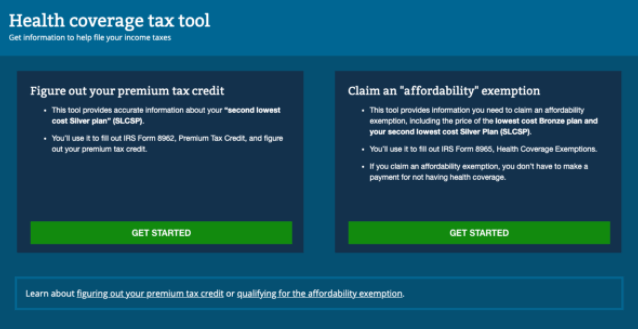 Health coverage tax tool
Get information to help file your income taxes
Figure out your premium tax credit
• This tool provides accurate information about your “second lowest
cost Silver plan” (SLCSP).
• You'll use it to fill out IRS Form 8962, Premium Tax Credit, and figure
out your premium tax credit.
GET STARTED
Claim an "affordability" exemption
• This tool provides information you need to claim an affordability
exemption, including the price of the lowest cost Bronze plan and
your second lowest cost Silver Plan (SLCSP).
• You'll use it to fill out IRS Form 8965, Health Coverage Exemptions.
• If you claim an affordability exemption, you don't have to make a
payment for not having health coverage.
GET STARTED
Learn about figuring out your premium tax credit or qualifying for the affordability exemption.